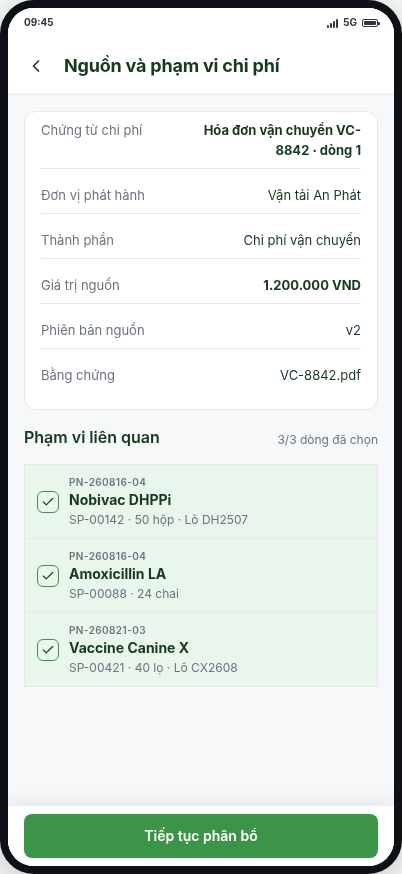 09:45
5G
Nguồn và phạm vi chi phí
Chứng từ chi phí
Hóa đơn vận chuyển VC-
8842 · dòng 1
Đơn vị phát hành
Vận tải An Phát
Thành phần
Chi phí vận chuyển
Giá trị nguồn
1.200.000 VND
Phiên bản nguồn
v2
Bằng chứng
VC-8842.pdf
Phạm vi liên quan
3/3 dòng đã chọn
PN-260816-04
Nobivac DHPPi
SP-00142 · 50 hộp · Lô DH2507
PN-260816-04
Amoxicillin LA
SP-00088 · 24 chai
PN-260821-03
Vaccine Canine X
SP-00421 · 40 lọ · Lô CX2608
Tiếp tục phân bổ